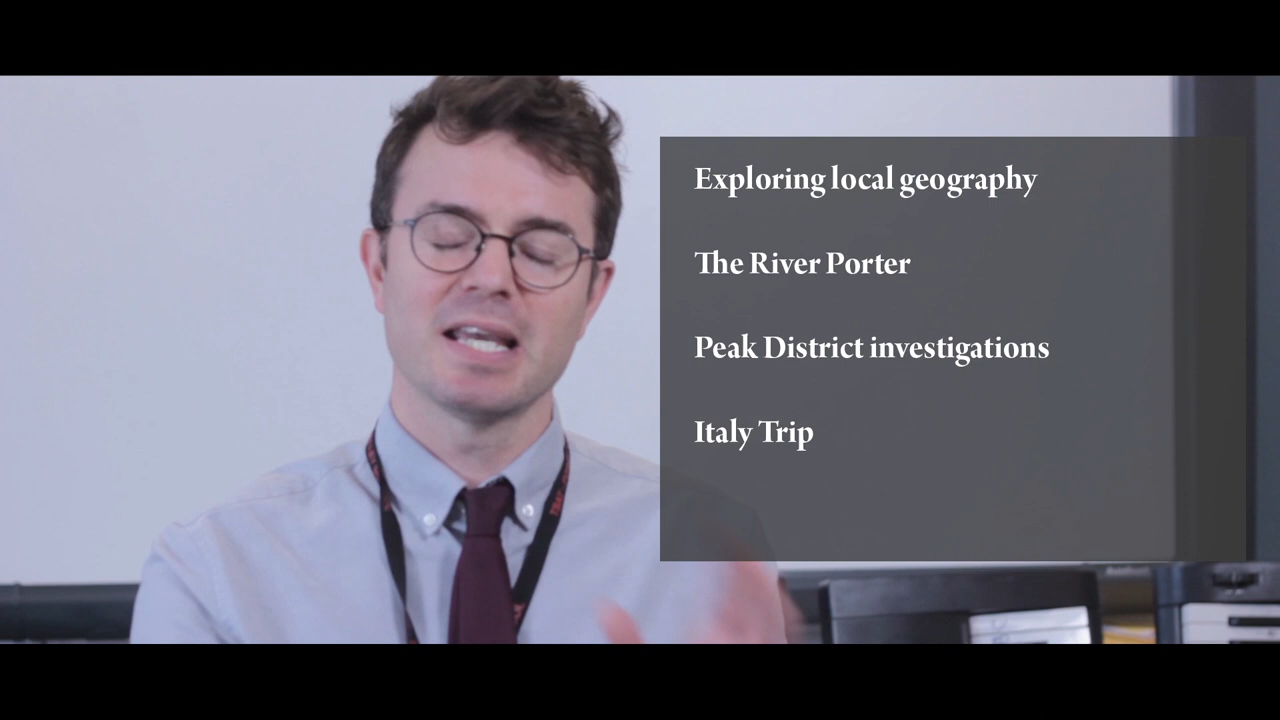 Exploring local geography
The River Porter
Peak District investigations
Italy Trip